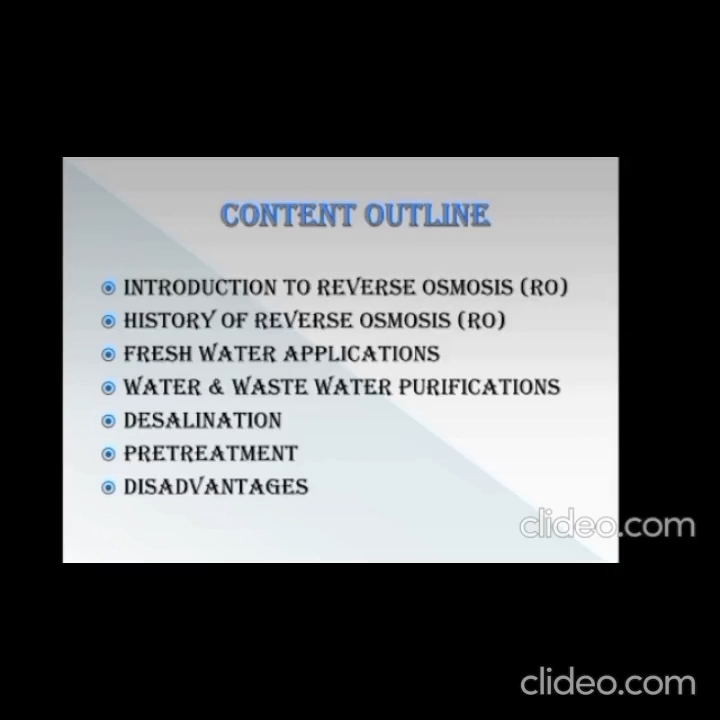 CONTENT OUTLINE
INTRODUCTION TO REVERSE OSMOSIS (RO)
HISTORY OF REVERSE OSMOSIS (RO)
FRESH WATER APPLICATIONS
WATER & WASTE WATER PURIFICATIONS
DESALINATION
PRETREATMENT
DISADVANTAGES
clideo.com
clideo.com